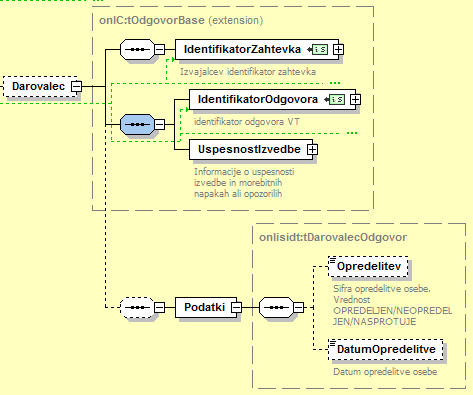 onlC:tOdgovorBase (extension)
IdentifikatorZahtevka
Izvajalcev identifikator zahtevka
Darovalec
IdentifikatorOdgovora
identifikator odgovora VT
UspesnostIzvedbe
Informacije o uspesnosti
izvedbe in morebitnih
napakah ali opozorilih
onlisidt:tDarovalecOdgovor
Opredelitev
Sifra opredelitve osebe.
Vrednost
OPREDELJEN/NEOPREDEL
JEN/NASPROTUJE
Podatki
DatumOpredelitve
Datum opredelitve osebe